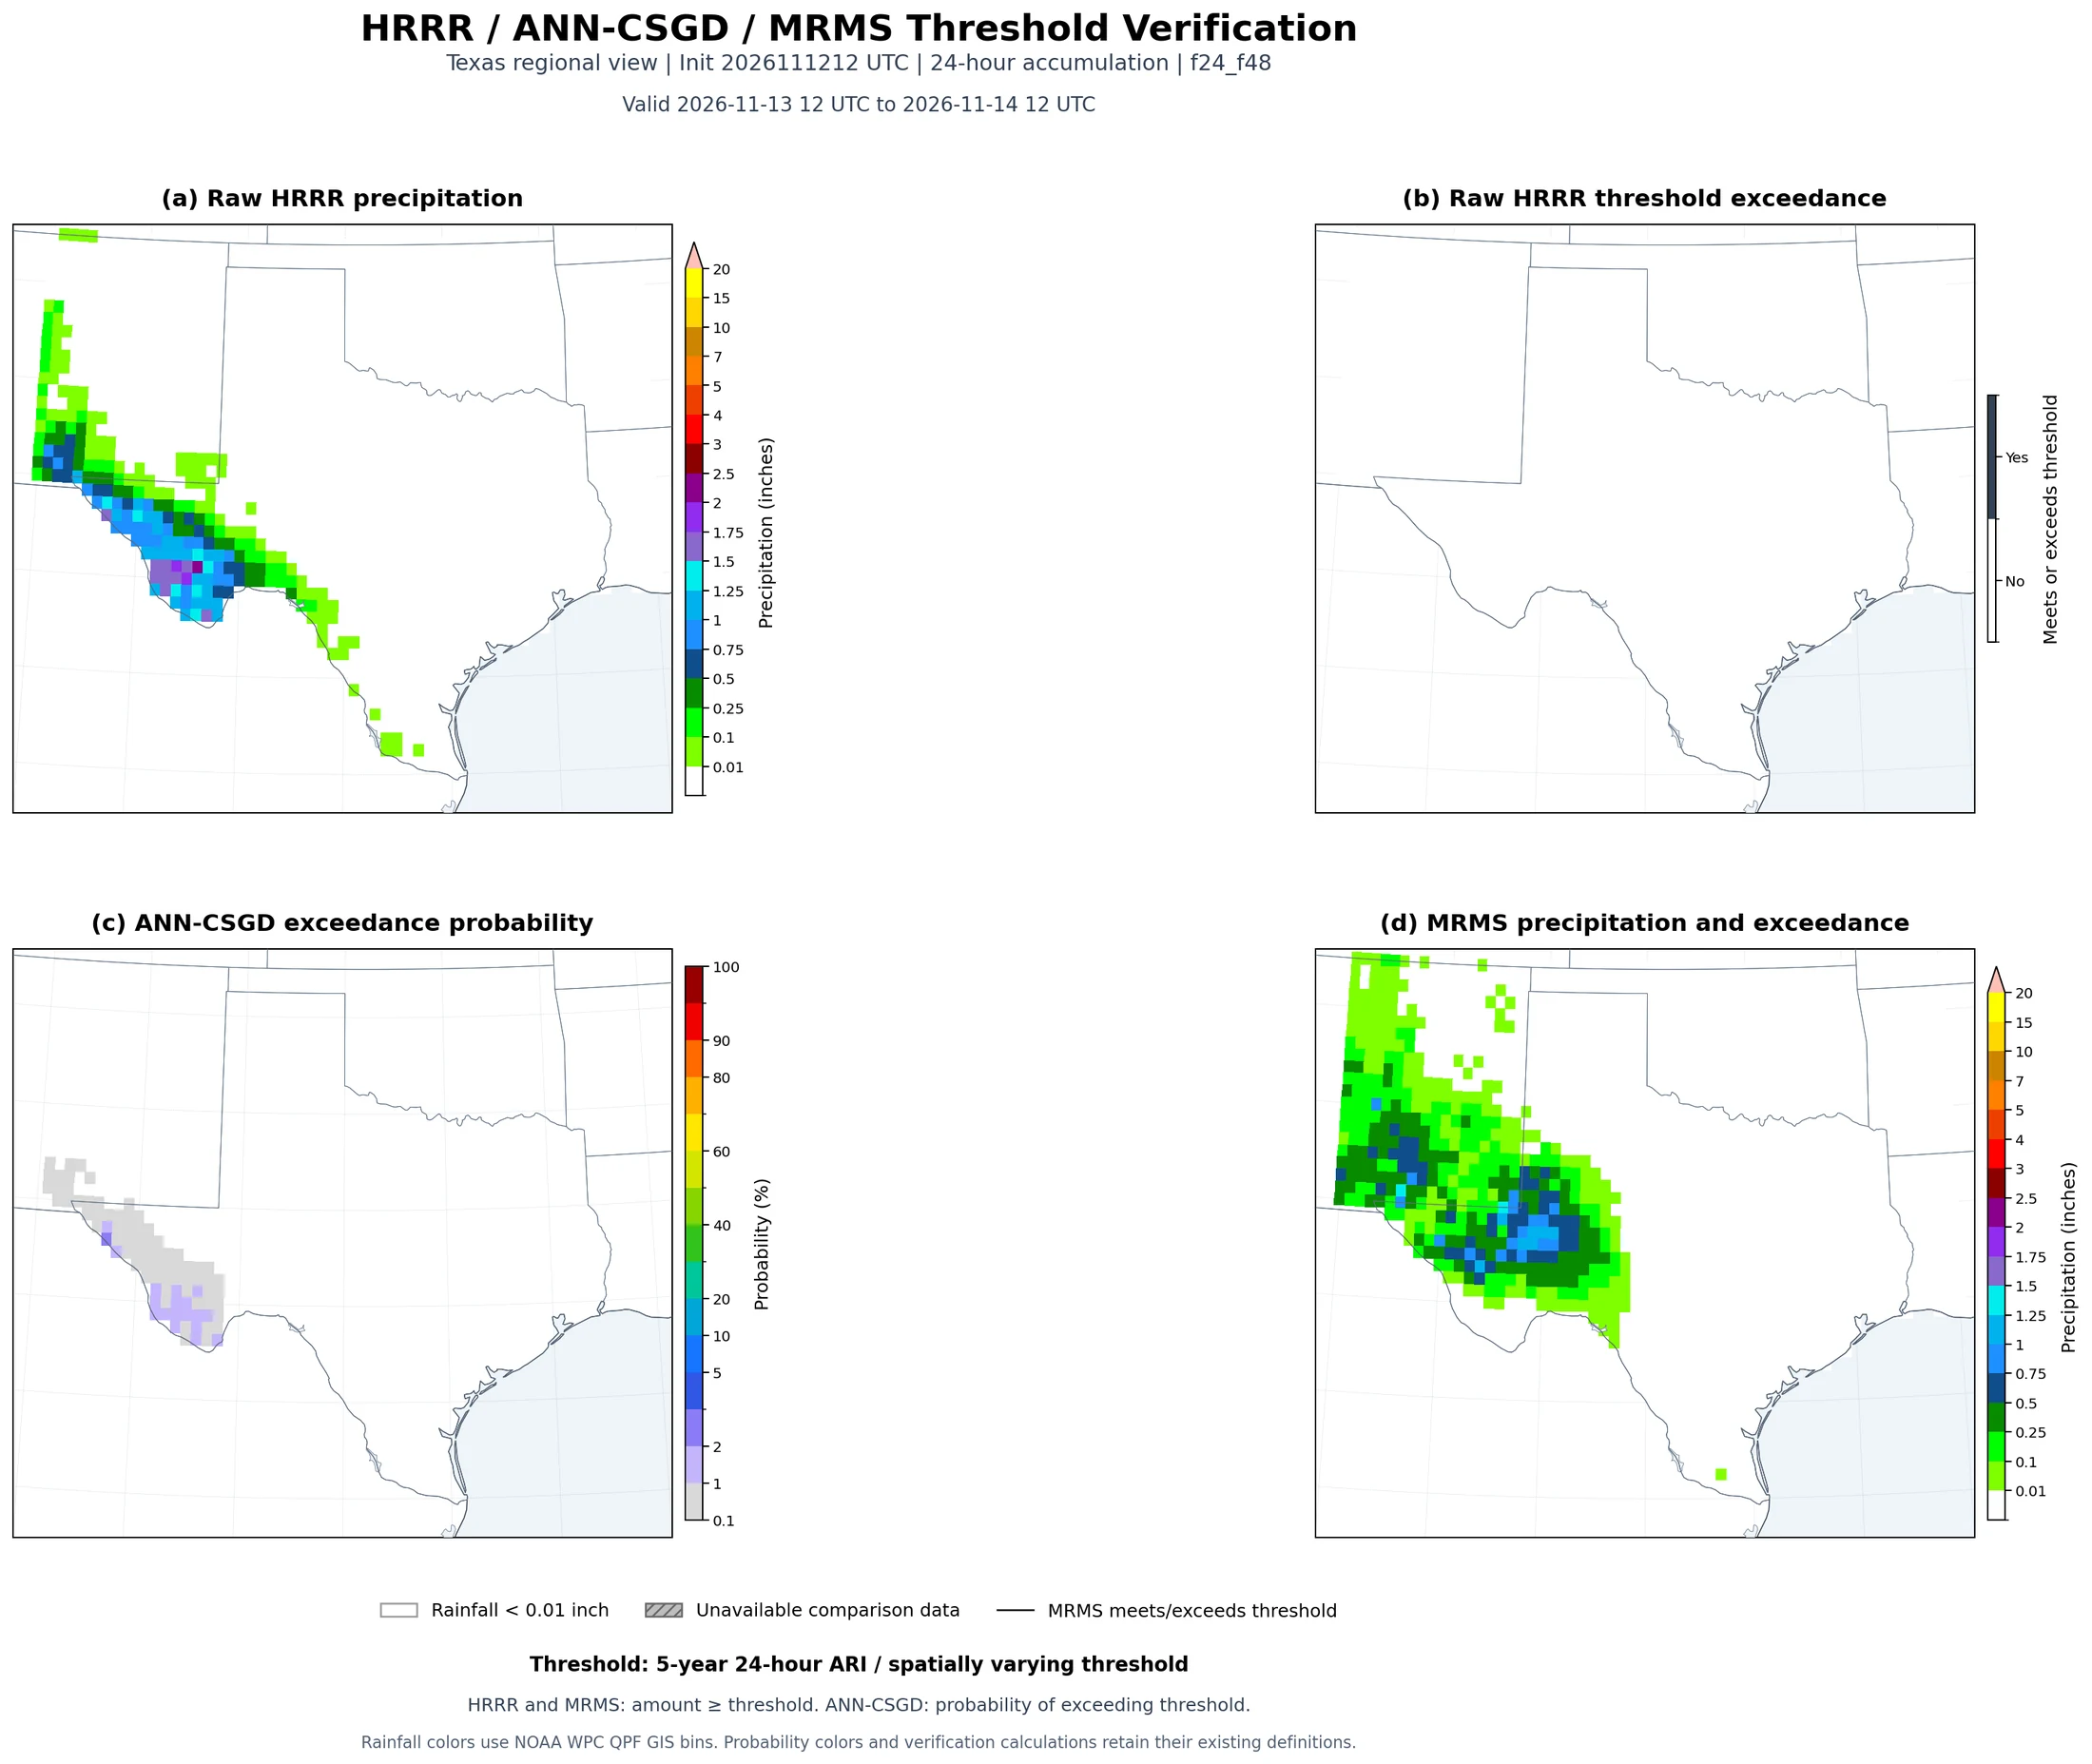 HRRR / ANN-CSGD / MRMS Threshold Verification
Texas regional view | Init 2026111212 UTC | 24-hour accumulation | f24_f48
Valid 2026-11-13 12 UTC to 2026-11-14 12 UTC
(a) Raw HRRR precipitation
20
15
10
7
5
4
3
2.5
2
1.75
1.5
1.25
1
0.75
0.5
0.25
0.1
0.01
Precipitation (inches)
(b) Raw HRRR threshold exceedance
Yes
No
Meets or exceeds threshold
(c) ANN-CSGD exceedance probability
100
90
80
60
40
20
10
5
2
1
0.1
Probability (%)
(d) MRMS precipitation and exceedance
20
15
10
7
5
4
3
2.5
2
1.75
1.5
1.25
1
0.75
0.5
0.25
0.1
0.01
Precipitation (inches)
Rainfall < 0.01 inch
Unavailable comparison data
MRMS meets/exceeds threshold
Threshold: 5-year 24-hour ARI / spatially varying threshold
HRRR and MRMS: amount ≥ threshold. ANN-CSGD: probability of exceeding threshold.
Rainfall colors use NOAA WPC QPF GIS bins. Probability colors and verification calculations retain their existing definitions.